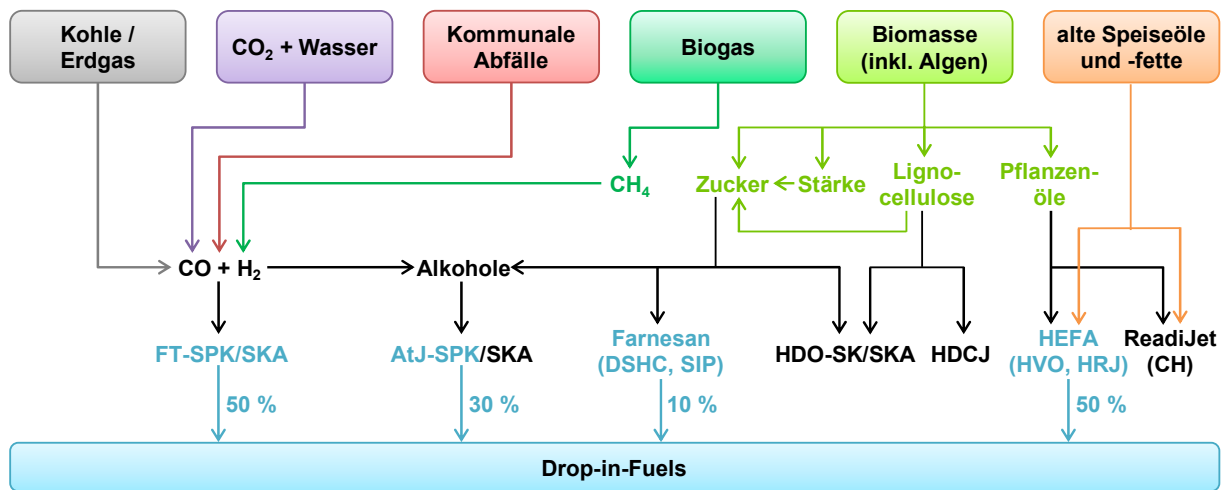 Kohle /
Erdgas
CO₂ + Wasser
Kommunale
Abfälle
Biogas
Biomasse
(inkl. Algen)
alte Speiseöle
und -fette
CH₄
Zucker
Stärke
Ligno-
cellulose
Pflanzen-
öle
CO + H₂
Alkohole
FT-SPK/SKA
AtJ-SPK/SKA
Farnesan
(DSHC, SIP)
HDO-SK/SKA
HDCJ
HEFA
(HVO, HRJ)
ReadiJet
(CH)
50 %
30 %
10 %
50 %
Drop-in-Fuels